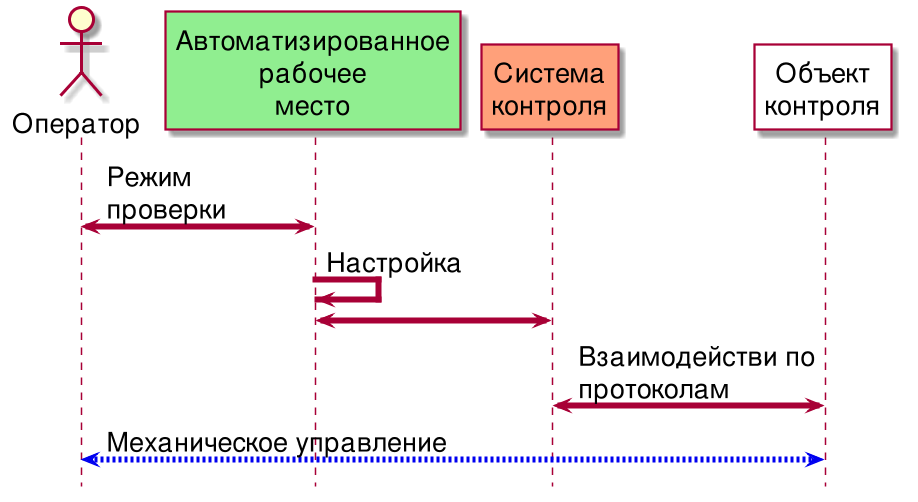 Оператор
Автоматизированное
рабочее
место
Система
контроля
Объект
контроля
Режим
проверки
Настройка
Взаимодействи по
протоколам
Механическое управление